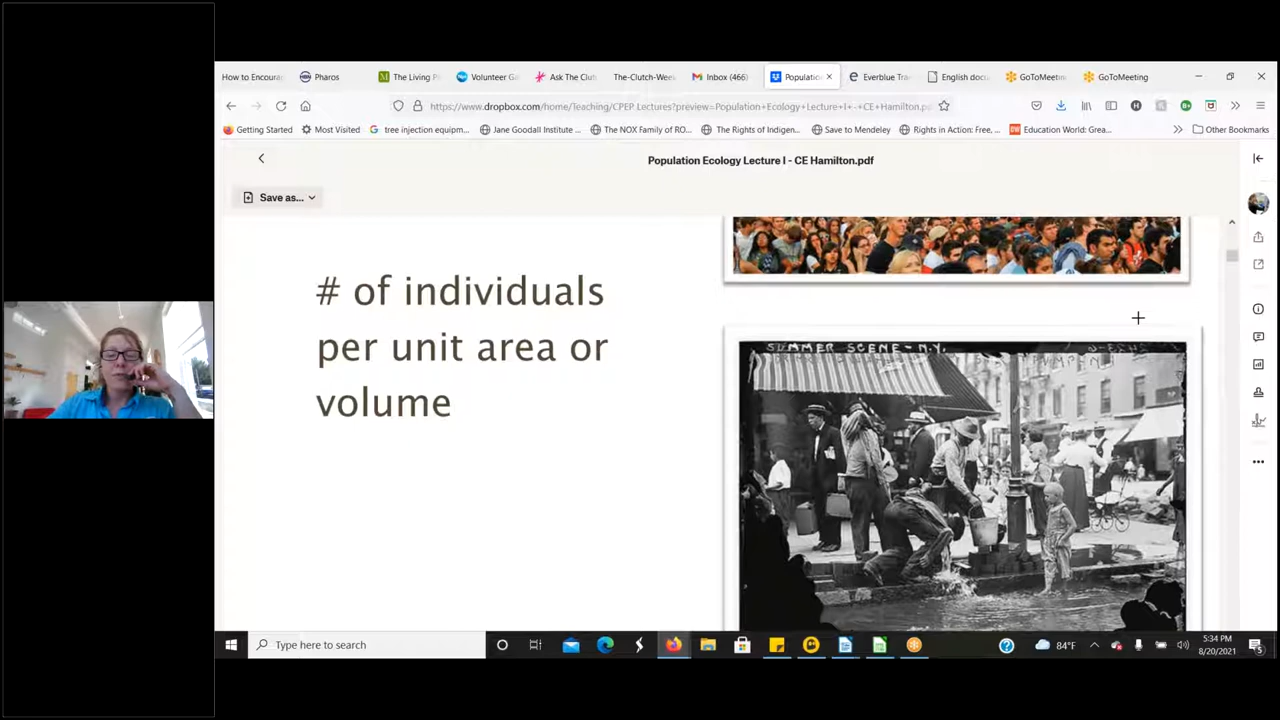 How to Encoura
Pharos
The Living P
Volunteer Ga
Ask The Clut
The-Clutch-Week
Inbox (466)
Populatio
Everblue Tra
English docu
GoToMeetin
GoToMeeting
https://www.dropbox.com/home/Teaching/CPEP Lectures?preview=Population+Ecology+Lecture+I+-+CE+Hamilton.pd
Getting Started
Most Visited
tree injection equipm...
Jane Goodall Institute ...
The NOX Family of RO...
The Rights of Indigen...
Save to Mendeley
Rights in Action: Free, ...
Education World: Grea...
Other Bookmarks
Population Ecology Lecture I - CE Hamilton.pdf
Save as...
# of individuals
per unit area or
volume
SUMMER SCENE - N.Y.
Type here to search
84°F
5:34 PM
8/20/2021